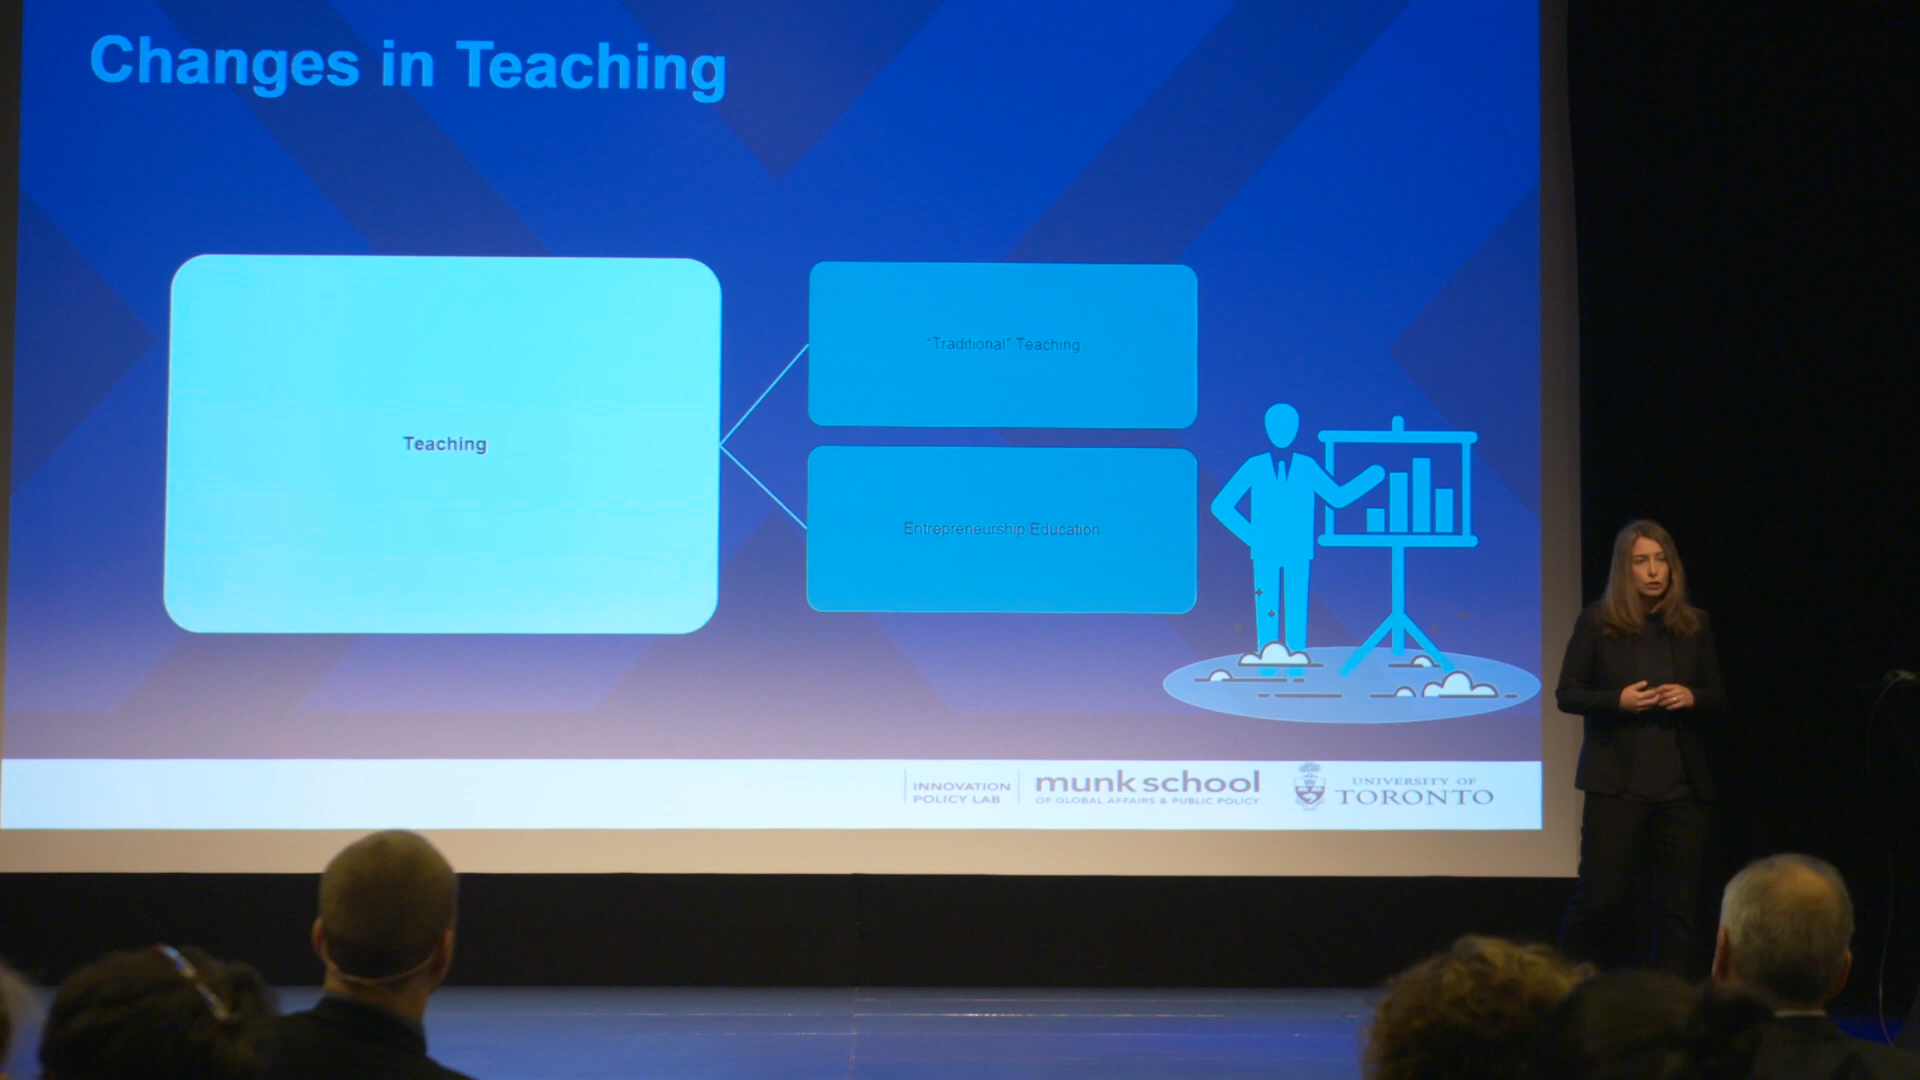 Changes in Teaching
Teaching
"Traditional" Teaching
Entrepreneurship Education
INNOVATION
POLICY LAB
munk school
OF GLOBAL AFFAIRS & PUBLIC POLICY
UNIVERSITY OF
TORONTO